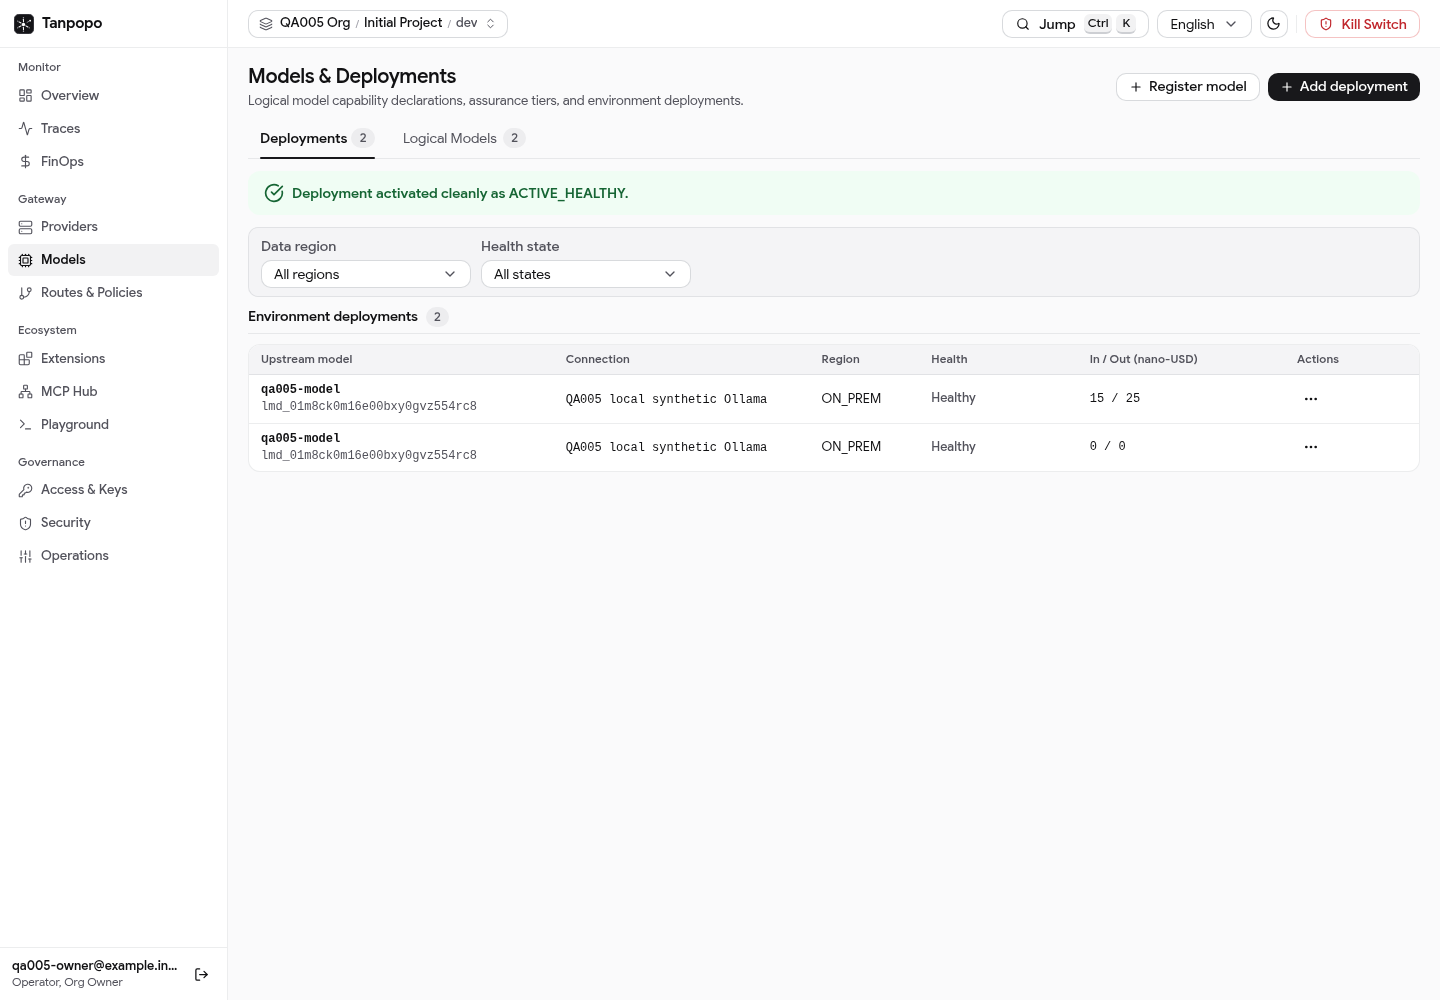 Tanpopo
QA005 Org / Initial Project / dev
Jump Ctrl K
English
Kill Switch
Monitor
Overview
Traces
FinOps
Gateway
Providers
Models
Routes & Policies
Ecosystem
Extensions
MCP Hub
Playground
Governance
Access & Keys
Security
Operations
qa005-owner@example.in...
Operator, Org Owner
Models & Deployments
Logical model capability declarations, assurance tiers, and environment deployments.
+ Register model
+ Add deployment
Deployments 2
Logical Models 2
Deployment activated cleanly as ACTIVE_HEALTHY.
Data region
All regions
Health state
All states
Environment deployments 2
Upstream model Connection Region Health In / Out (nano-USD) Actions
qa005-model
lmd_01m8ck0m16e00bxy0gvz554rc8 QA005 local synthetic Ollama ON_PREM Healthy 15 / 25 ...
qa005-model
lmd_01m8ck0m16e00bxy0gvz554rc8 QA005 local synthetic Ollama ON_PREM Healthy 0 / 0 ...